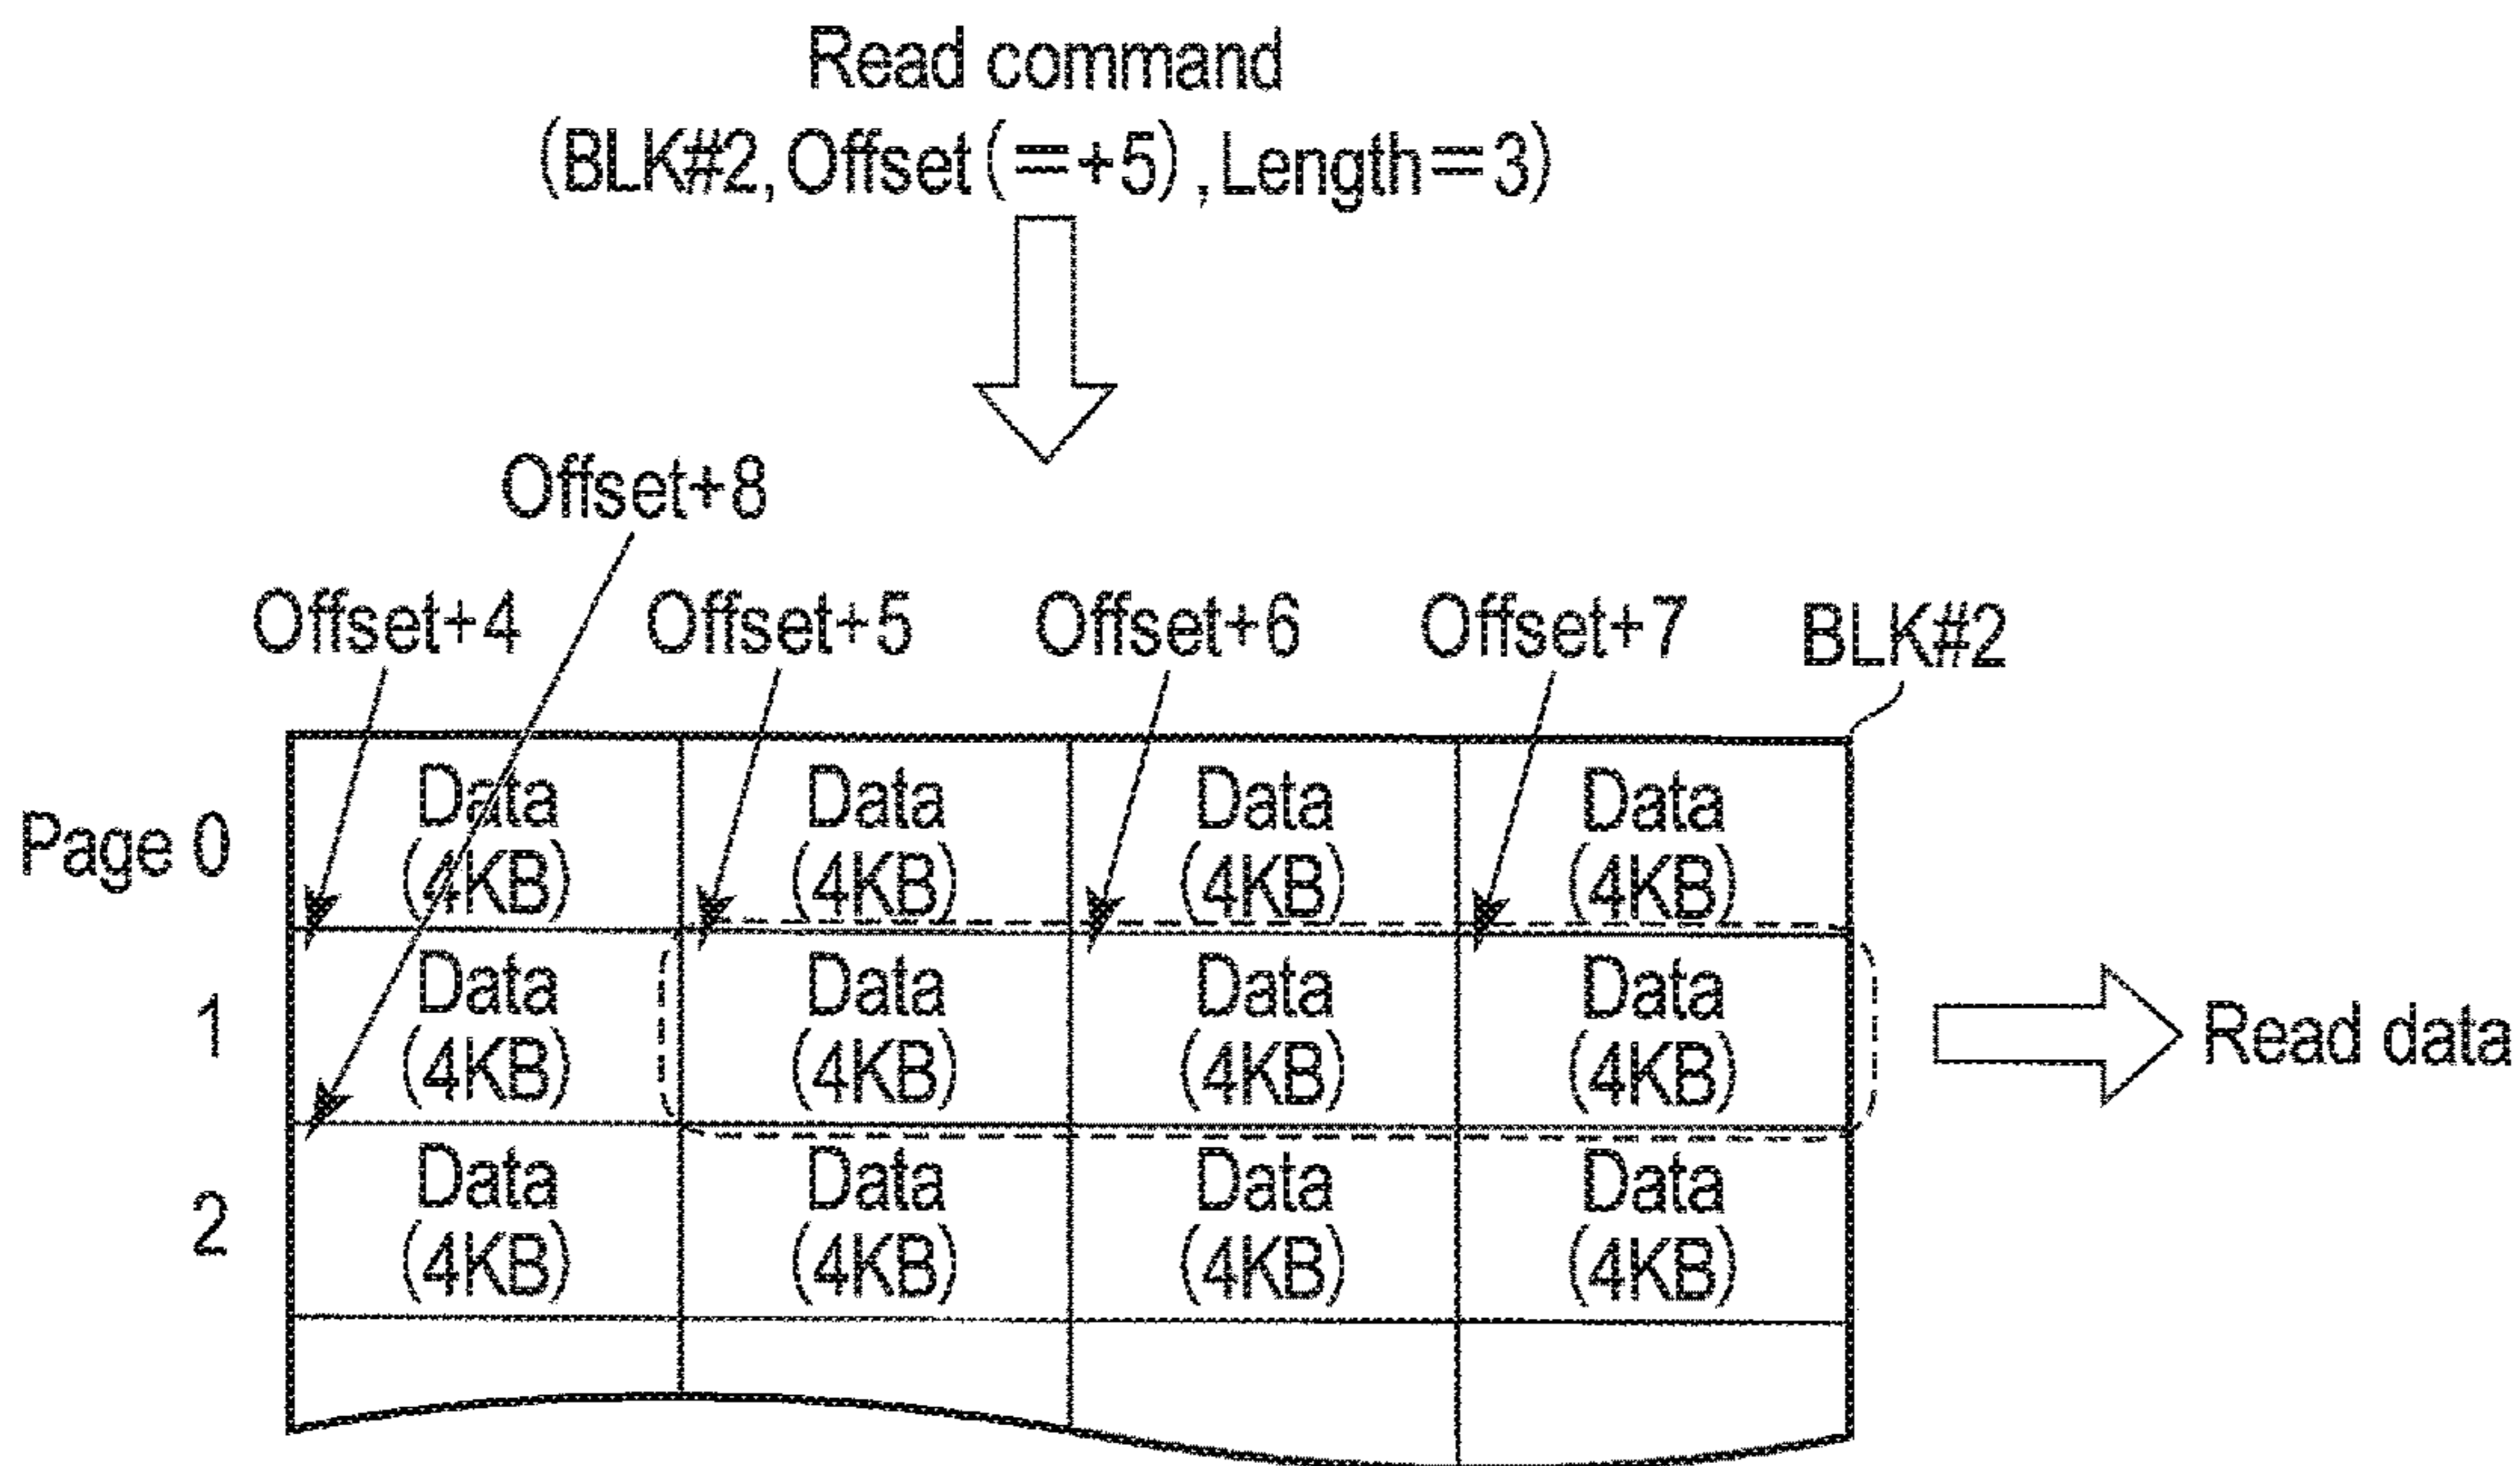 Read command
(BLK#2, Offset (=+5), Length=3)
Offset+8
Offset+4
Offset+5
Offset+6
Offset+7
BLK#2
Page 0
Data
(4KB)
Data
(4KB)
Data
(4KB)
Data
(4KB)
1
Data
(4KB)
Data
(4KB)
Data
(4KB)
Data
(4KB)
Read data
2
Data
(4KB)
Data
(4KB)
Data
(4KB)
Data
(4KB)